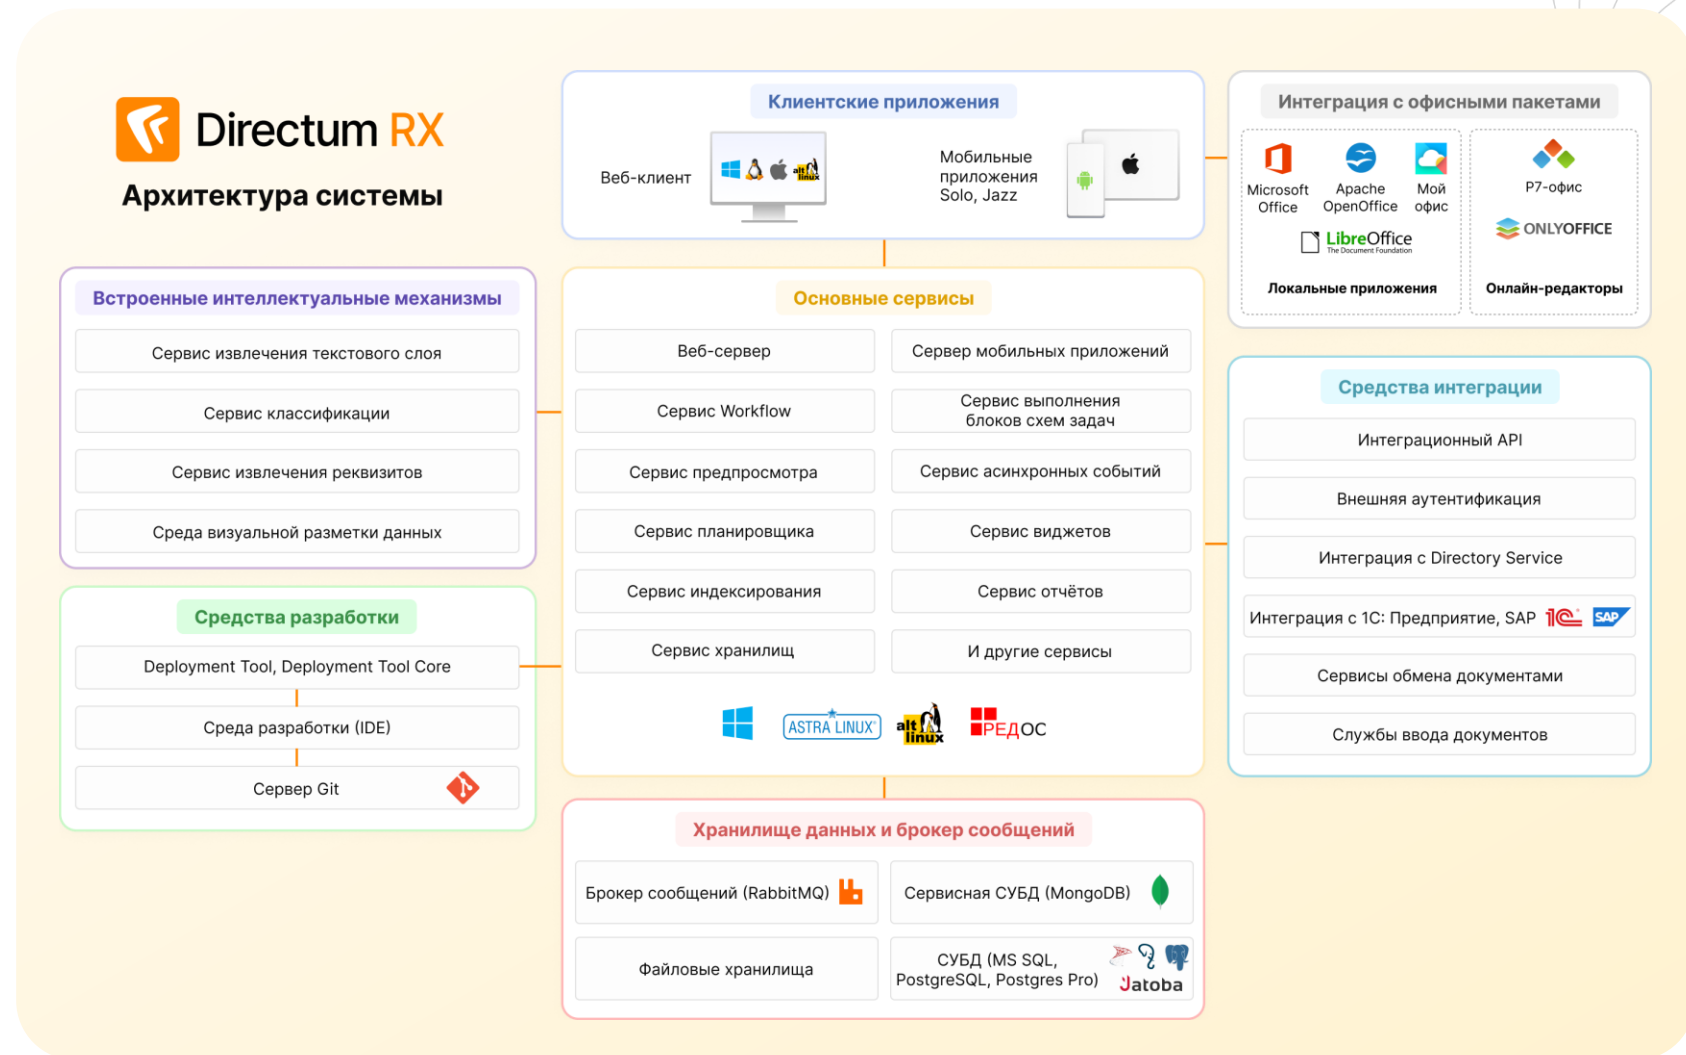 Directum RX
Архитектура системы
Клиентские приложения
Веб-клиент
alt
linux
Мобильные
приложения
Solo, Jazz
Интеграция с офисными пакетами
Microsoft
Office
Apache
OpenOffice
Мой
офис
LibreOffice
The Document Foundation
Локальные приложения
Р7-офис
ONLYOFFICE
Онлайн-редакторы
Встроенные интеллектуальные механизмы
Сервис извлечения текстового слоя
Сервис классификации
Сервис извлечения реквизитов
Среда визуальной разметки данных
Средства разработки
Deployment Tool, Deployment Tool Core
Среда разработки (IDE)
Сервер Git
Основные сервисы
Веб-сервер
Сервер мобильных приложений
Сервис Workflow
Сервис выполнения
блоков схем задач
Сервис предпросмотра
Сервис асинхронных событий
Сервис планировщика
Сервис виджетов
Сервис индексирования
Сервис отчётов
Сервис хранилищ
И другие сервисы
ASTRA LINUX
alt
linux
РЕДОС
Средства интеграции
Интеграционный API
Внешняя аутентификация
Интеграция с Directory Service
Интеграция с 1С: Предприятие, SAP
1С
SAP
Сервисы обмена документами
Службы ввода документов
Хранилище данных и брокер сообщений
Брокер сообщений (RabbitMQ)
Сервисная СУБД (MongoDB)
Файловые хранилища
СУБД (MS SQL,
PostgreSQL, Postgres Pro)
Jatoba